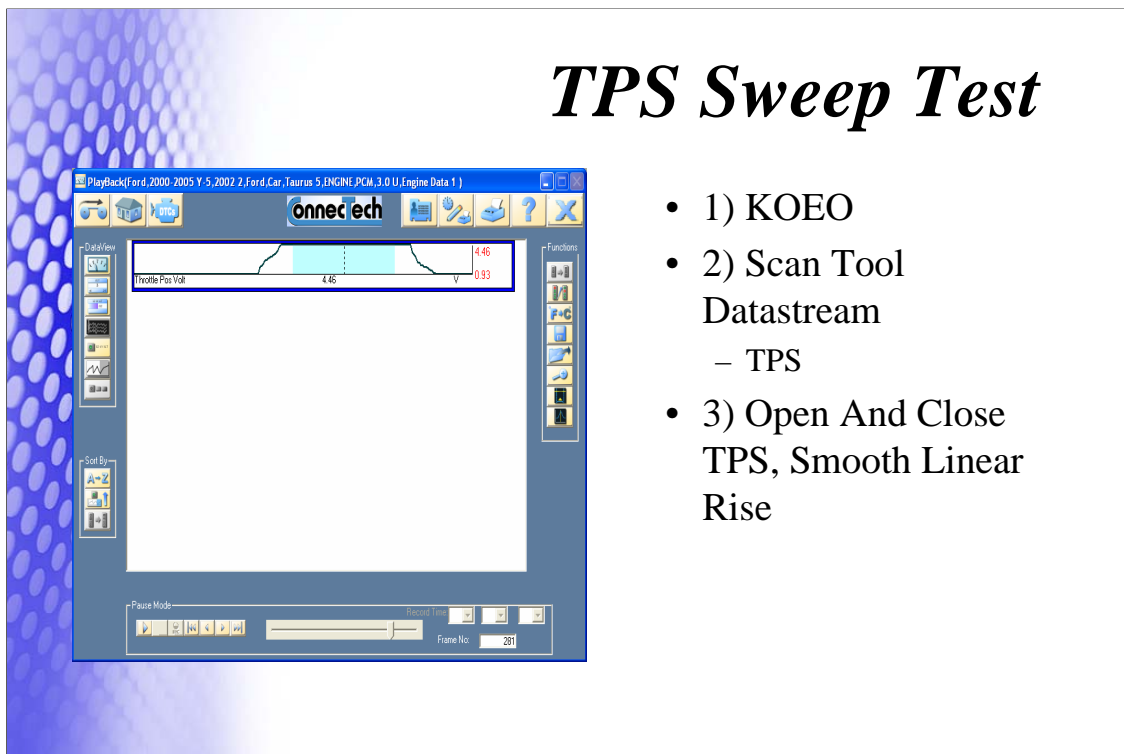 TPS Sweep Test
PlayBack(Ford,2000-2005 Y-5,2002 2,Ford,Car,Taurus 5,ENGINE,PCM,3.0 U,Engine Data 1 )
DTCs
ConnecTech
DataView
Functions
4.46
0.93
Throttle Pos Volt 4.46 V
F÷C
Sort By
A→Z
Pause Mode
Record Time
Frame No: 281
• 1) KOEO
• 2) Scan Tool
Datastream
– TPS
• 3) Open And Close
TPS, Smooth Linear
Rise